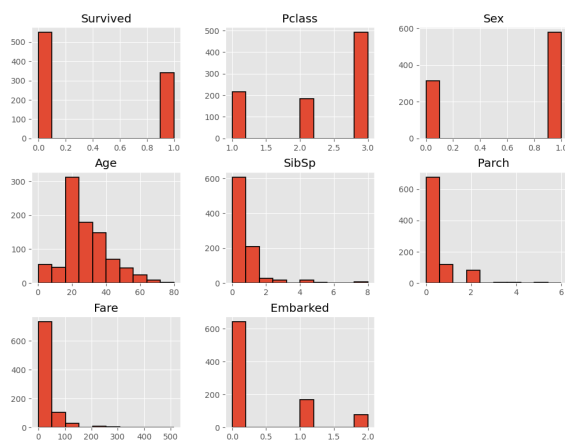 Survived Pclass Sex
500 400 300 200 100 0
0.0 0.2 0.4 0.6 0.8 1.0
500 400 300 200 100 0
1.0 1.5 2.0 2.5 3.0
600 400 200 0
0.0 0.2 0.4 0.6 0.8 1.0
Age SibSp Parch
300 200 100 0
0 20 40 60 80
600 400 200 0
0 2 4 6 8
600 400 200 0
0 2 4 6
Fare Embarked
600 400 200 0
0 100 200 300 400 500
600 400 200 0
0.0 0.5 1.0 1.5 2.0